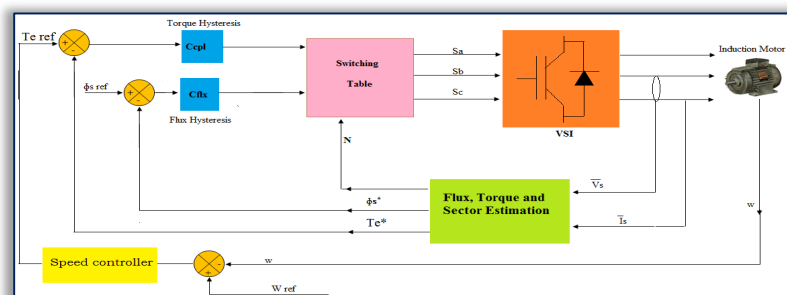 Torque Hysteresis
Te ref
+
-
Ccpl
Switching
Table
Sa
Sb
Sc
VSI
Induction Motor
ϕs ref
+
-
Cflx
Flux Hysteresis
N
Flux, Torque and
Sector Estimation
V̅s
I̅s
ϕs*
Te*
w
Speed controller
-
+
w
W ref